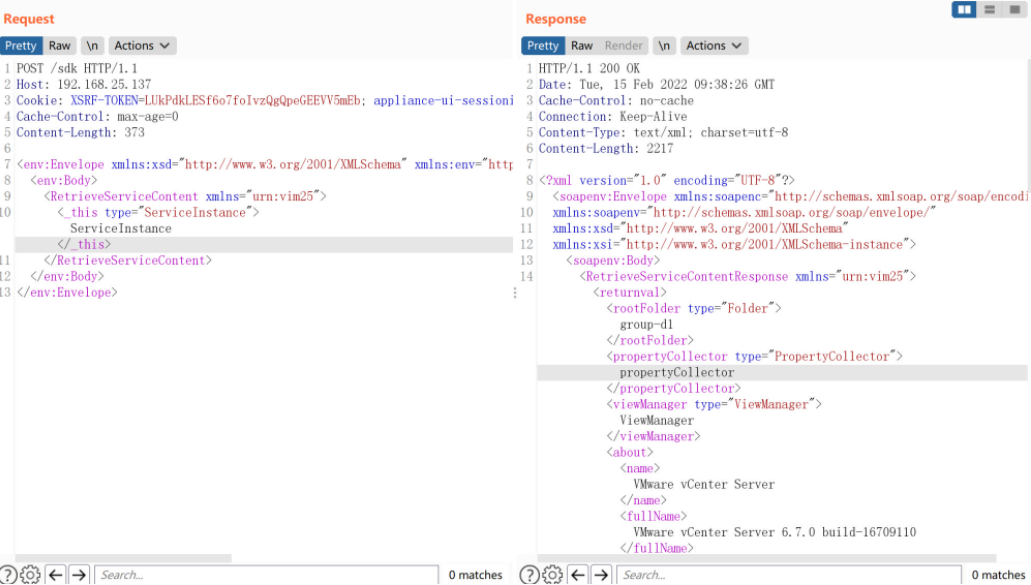 Request
Pretty Raw \n Actions
1 POST /sdk HTTP/1.1
2 Host: 192.168.25.137
3 Cookie: XSRF-TOKEN=LUkPdkLESf6o7foIvzQgQpeGEEVV5mEb; appliance-ui-sessioni
4 Cache-Control: max-age=0
5 Content-Length: 373
6
7 <env:Envelope xmlns:xsd="http://www.w3.org/2001/XMLSchema" xmlns:env="http
8 <env:Body>
9 <RetrieveServiceContent xmlns="urn:vim25">
10 <_this type="ServiceInstance">
ServiceInstance
</_this>
11 </RetrieveServiceContent>
12 </env:Body>
13 </env:Envelope>
Search...
0 matches
Response
Pretty Raw Render \n Actions
1 HTTP/1.1 200 OK
2 Date: Tue, 15 Feb 2022 09:38:26 GMT
3 Cache-Control: no-cache
4 Connection: Keep-Alive
5 Content-Type: text/xml; charset=utf-8
6 Content-Length: 2217
7
8 <?xml version="1.0" encoding="UTF-8"?>
9 <soapenv:Envelope xmlns:soapenc="http://schemas.xmlsoap.org/soap/encodi
10 xmlns:soapenv="http://schemas.xmlsoap.org/soap/envelope/"
11 xmlns:xsd="http://www.w3.org/2001/XMLSchema"
12 xmlns:xsi="http://www.w3.org/2001/XMLSchema-instance">
13 <soapenv:Body>
14 <RetrieveServiceContentResponse xmlns="urn:vim25">
<returnval>
<rootFolder type="Folder">
group-d1
</rootFolder>
<propertyCollector type="PropertyCollector">
propertyCollector
</propertyCollector>
<viewManager type="ViewManager">
ViewManager
</viewManager>
<about>
<name>
VMware vCenter Server
</name>
<fullName>
VMware vCenter Server 6.7.0 build-16709110
</fullName>
Search...
0 matches